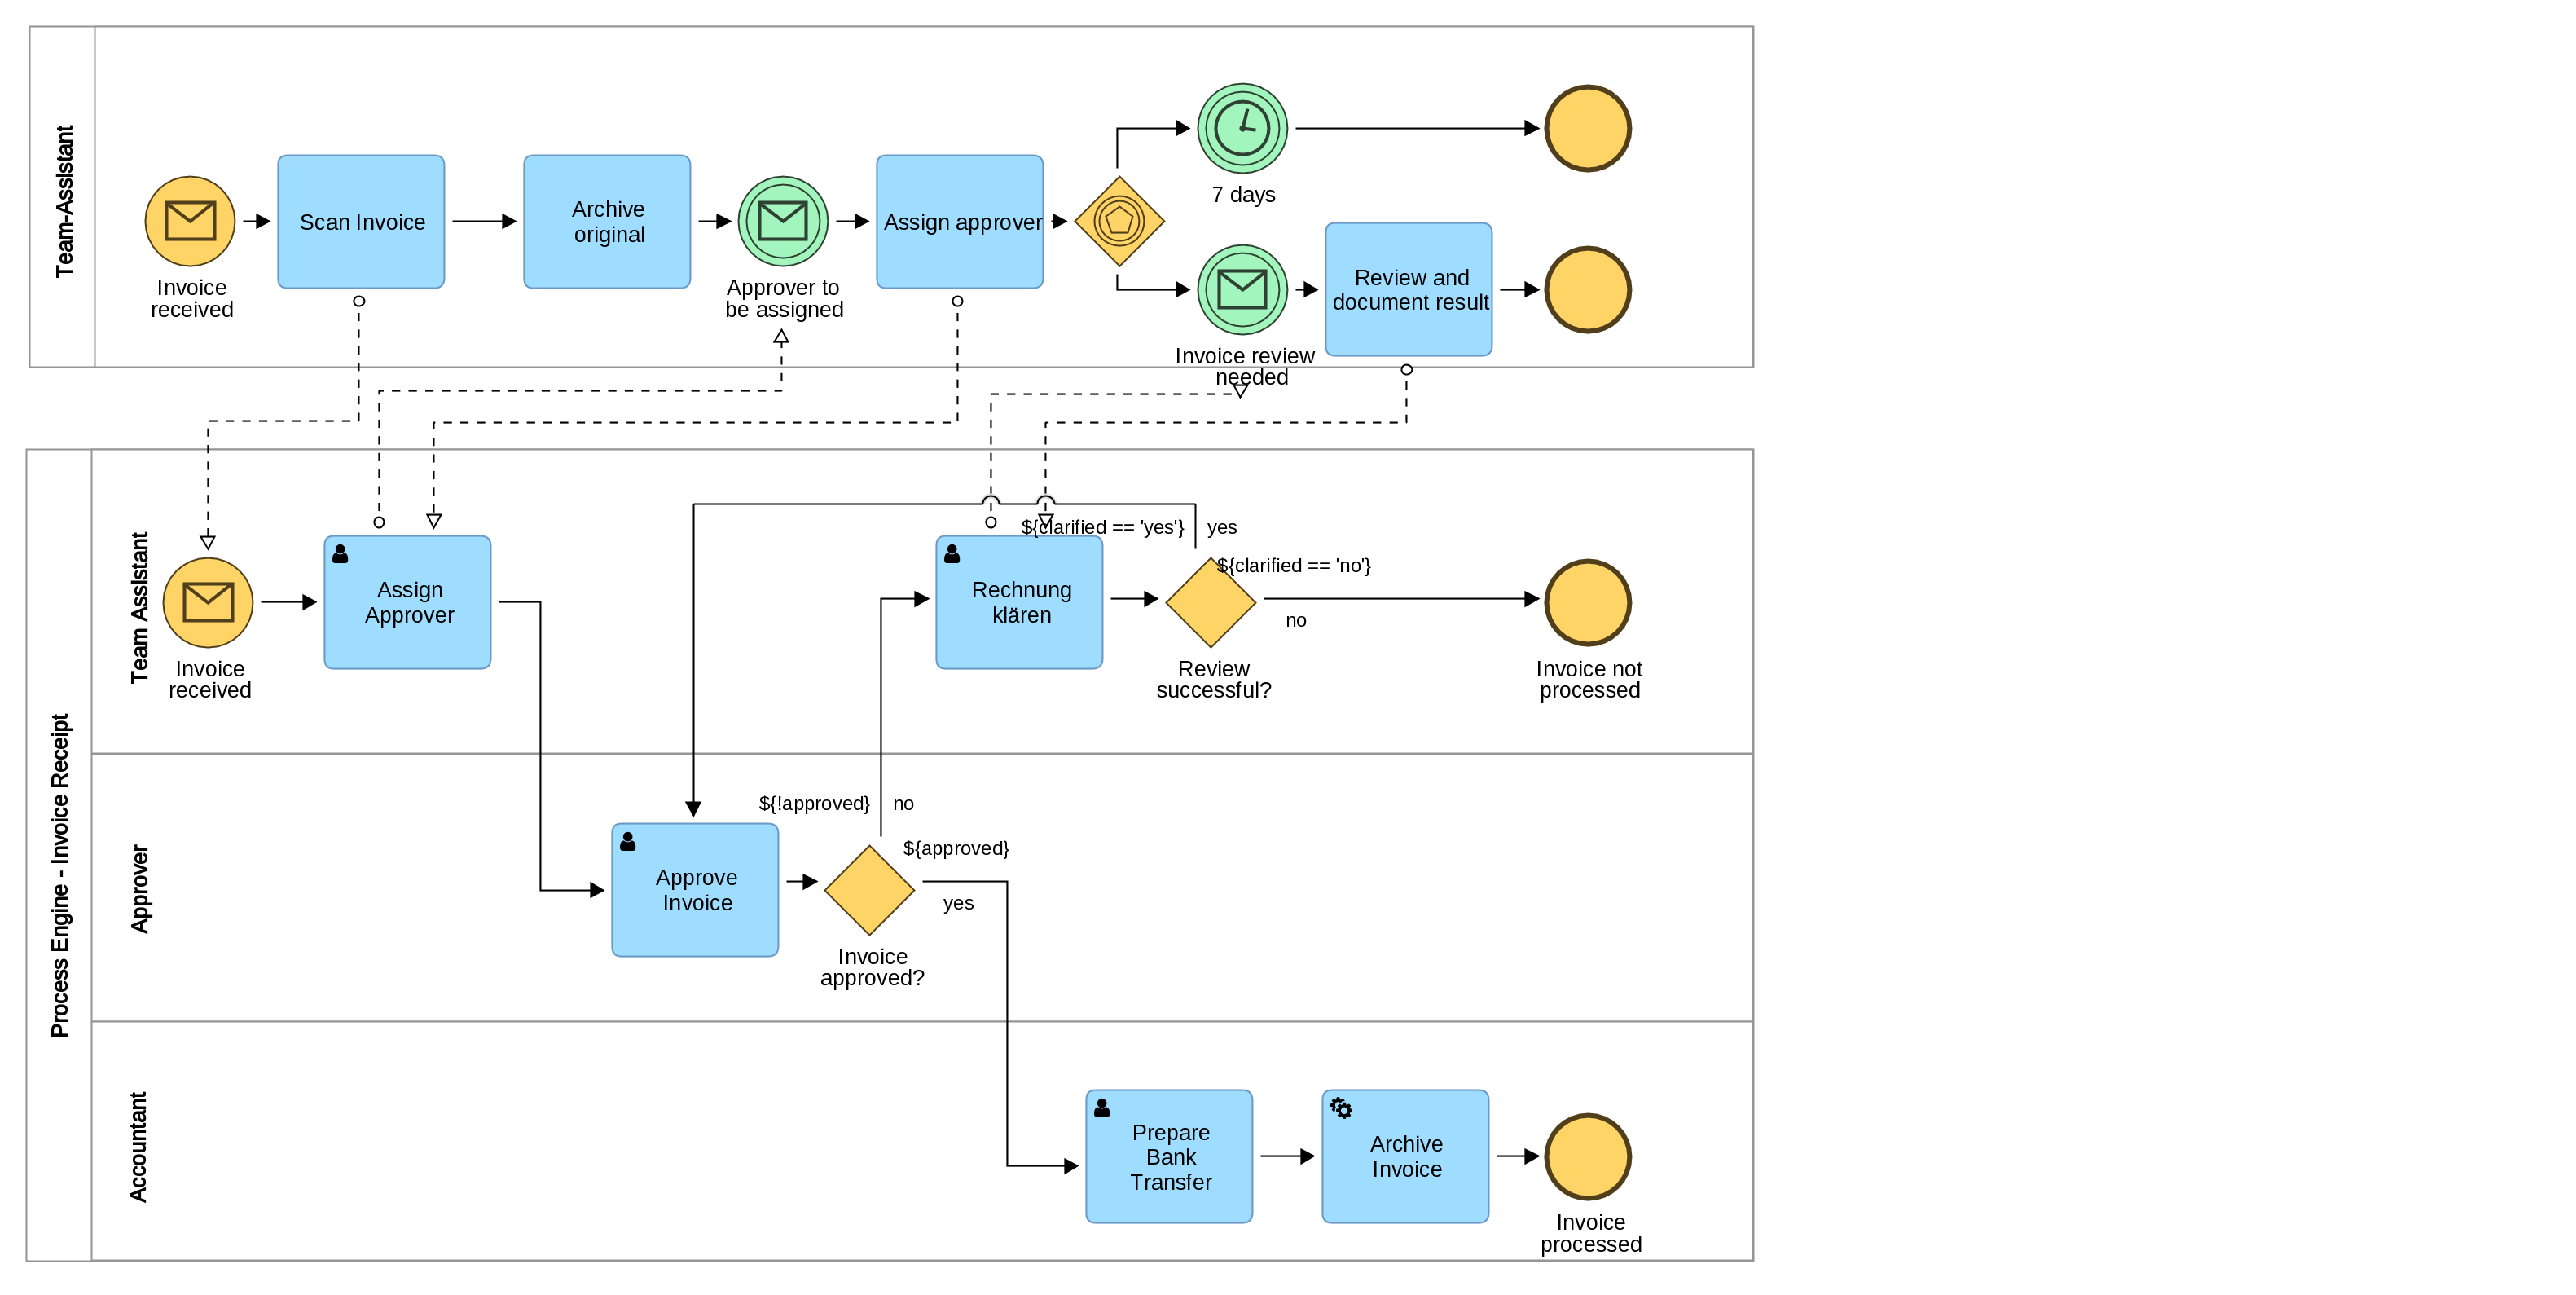 Team-Assistant
Invoice
received
Scan Invoice
Archive
original
Approver to
be assigned
Assign approver
7 days
Invoice review
needed
Review and
document result
Process Engine - Invoice Receipt
Team Assistant
Invoice
received
Assign
Approver
Rechnung
klären
${clarified == 'yes'}
yes
${clarified == 'no'}
no
Review
successful?
Invoice not
processed
Approver
Approve
Invoice
${!approved}
no
${approved}
yes
Invoice
approved?
Accountant
Prepare
Bank
Transfer
Archive
Invoice
Invoice
processed